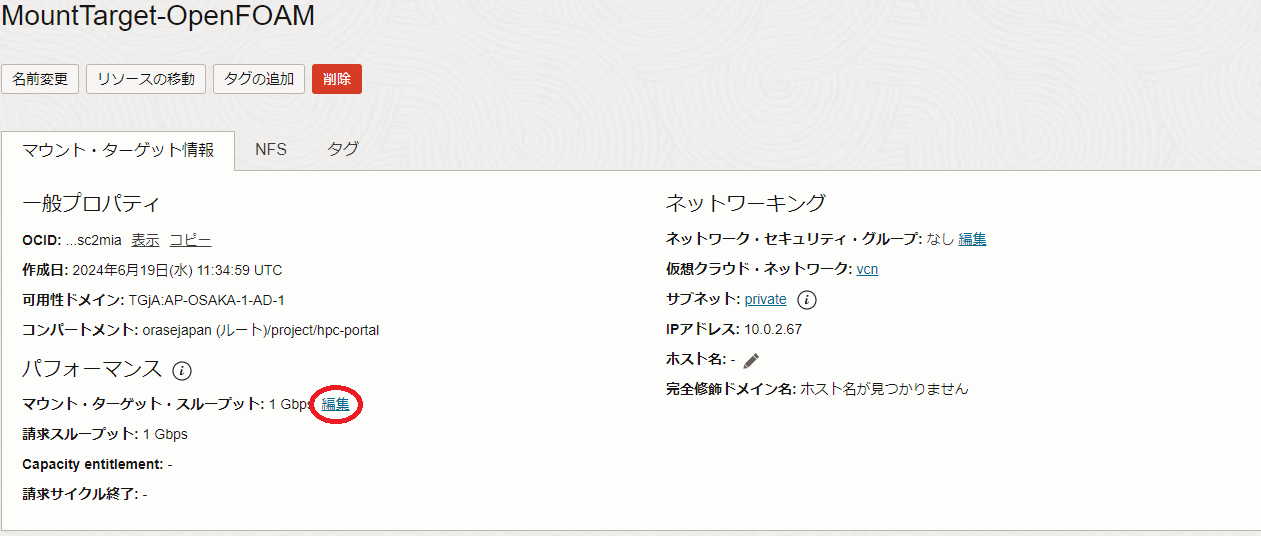 MountTarget-OpenFOAM
名前変更 リソースの移動 タグの追加 削除
マウント・ターゲット情報 NFS タグ
一般プロパティ
OCID: ...sc2mia 表示 コピー
作成日: 2024年6月19日(水) 11:34:59 UTC
可用性ドメイン: TGjA:AP-OSAKA-1-AD-1
コンパートメント: orasejapan (ルート)/project/hpc-portal
パフォーマンス i
マウント・ターゲット・スループット: 1 Gbps 編集
請求スループット: 1 Gbps
Capacity entitlement: -
請求サイクル終了: -
ネットワーキング
ネットワーク・セキュリティ・グループ: なし 編集
仮想クラウド・ネットワーク: vcn
サブネット: private i
IPアドレス: 10.0.2.67
ホスト名: -
完全修飾ドメイン名: ホスト名が見つかりません